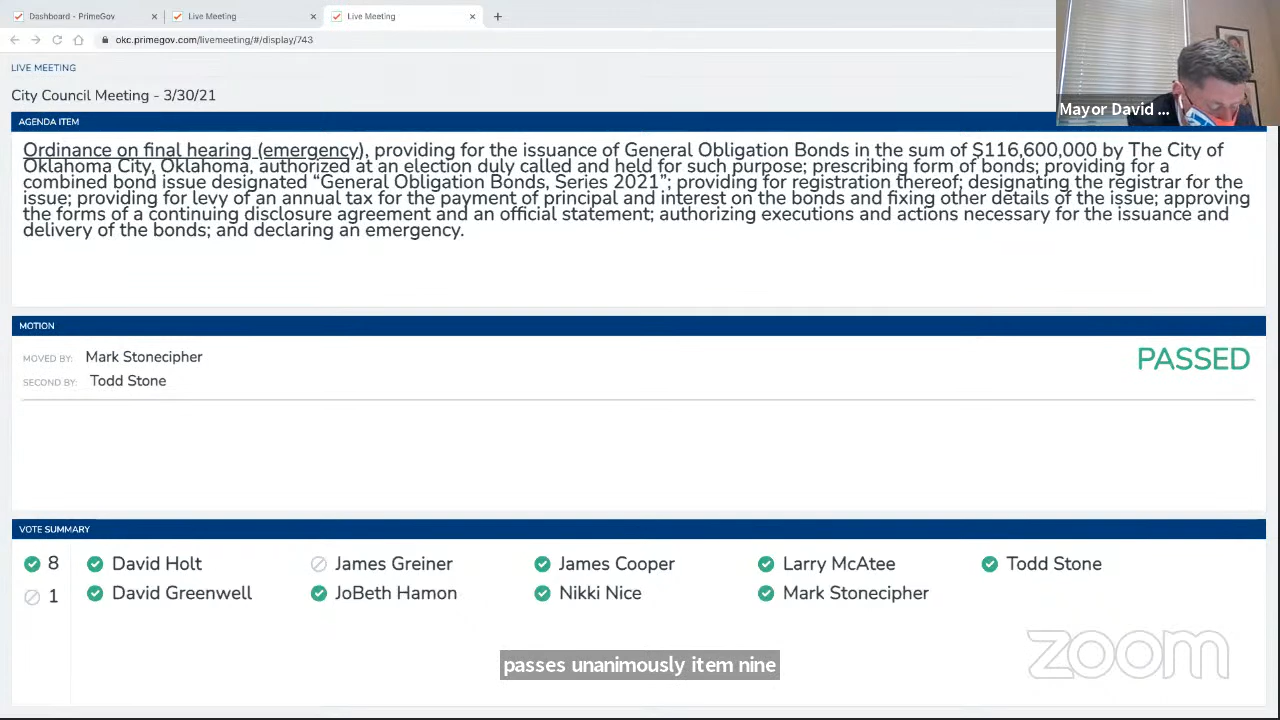 Dashboard - PrimeGov
Live Meeting
Live Meeting
okc.primegov.com/livemeeting/#/display/743
LIVE MEETING
City Council Meeting - 3/30/21
Mayor David ...
AGENDA ITEM
Ordinance on final hearing (emergency), providing for the issuance of General Obligation Bonds in the sum of $116,600,000 by The City of
Oklahoma City, Oklahoma, authorized at an election duly called and held for such purpose; prescribing form of bonds; providing for a
combined bond issue designated “General Obligation Bonds, Series 2021”; providing for registration thereof; designating the registrar for the
issue; providing for levy of an annual tax for the payment of principal and interest on the bonds and fixing other details of the issue; approving
the forms of a continuing disclosure agreement and an official statement; authorizing executions and actions necessary for the issuance and
delivery of the bonds; and declaring an emergency.
MOTION
MOVED BY: Mark Stonecipher
PASSED
SECOND BY: Todd Stone
VOTE SUMMARY
8 David Holt James Greiner James Cooper Larry McAtee Todd Stone
1 David Greenwell JoBeth Hamon Nikki Nice Mark Stonecipher
zoom
passes unanimously item nine